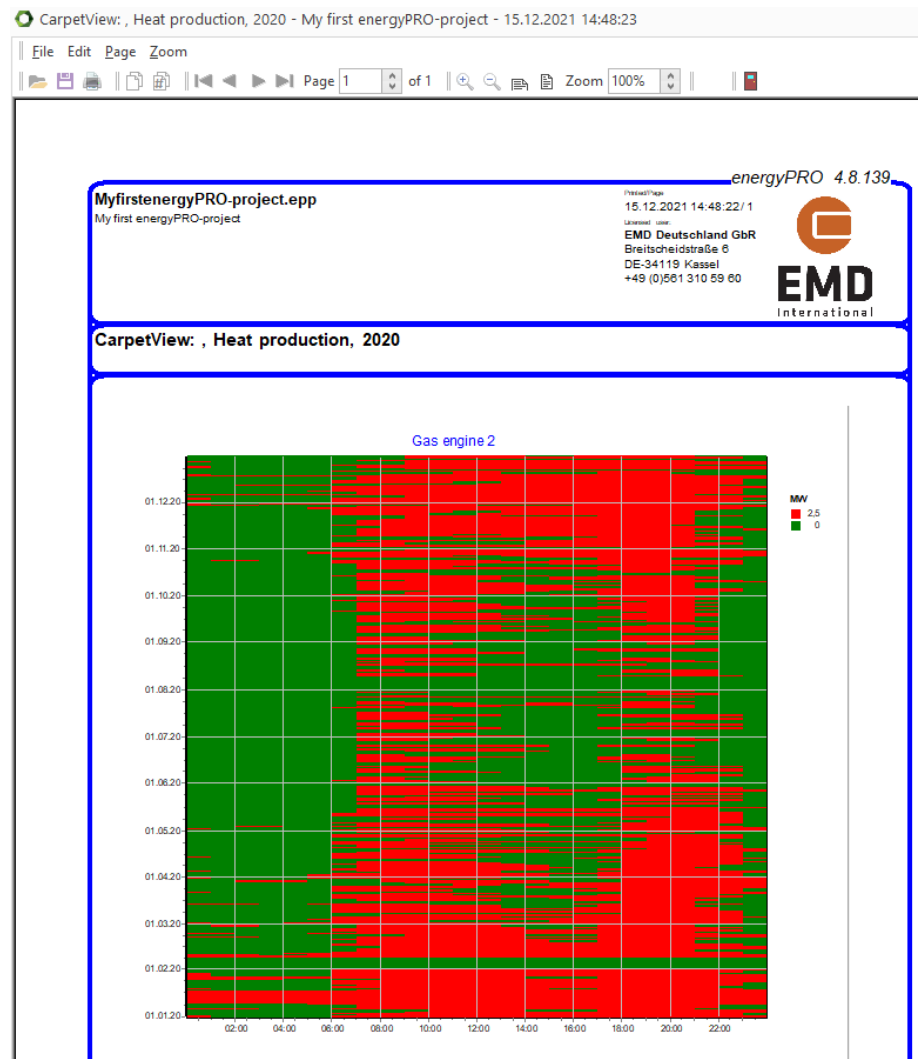 CarpetView: , Heat production, 2020 - My first energyPRO-project - 15.12.2021 14:48:23
File Edit Page Zoom
Page 1 of 1 Zoom 100%
energyPRO 4.8.139
MyfirstenergyPRO-project.epp
My first energyPRO-project
Printed/Page
15.12.2021 14:48:22/ 1
Licensed user:
EMD Deutschland GbR
Breitscheidstraße 6
DE-34119 Kassel
+49 (0)561 310 59 60
EMD
International
CarpetView: , Heat production, 2020
Gas engine 2
MW
2,5
0
01.12.20
01.11.20
01.10.20
01.09.20
01.08.20
01.07.20
01.06.20
01.05.20
01.04.20
01.03.20
01.02.20
01.01.20
02:00 04:00 06:00 08:00 10:00 12:00 14:00 16:00 18:00 20:00 22:00